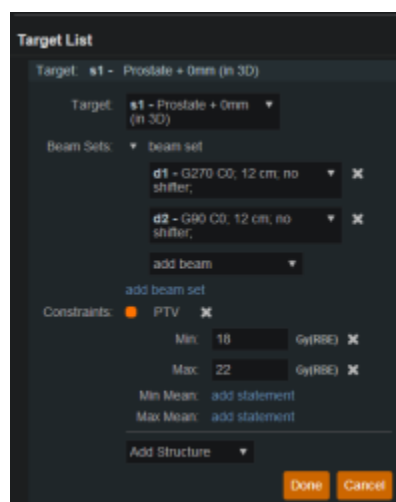 Target List
Target: s1 - Prostate + 0mm (in 3D)
Target: s1 - Prostate + 0mm
(in 3D)
Beam Sets: beam set
d1 - G270 C0; 12 cm; no
shifter;
d2 - G90 C0; 12 cm; no
shifter;
add beam
add beam set
Constraints: PTV
Min: 18 Gy(RBE)
Max: 22 Gy(RBE)
Min Mean: add statement
Max Mean: add statement
Add Structure
Done Cancel